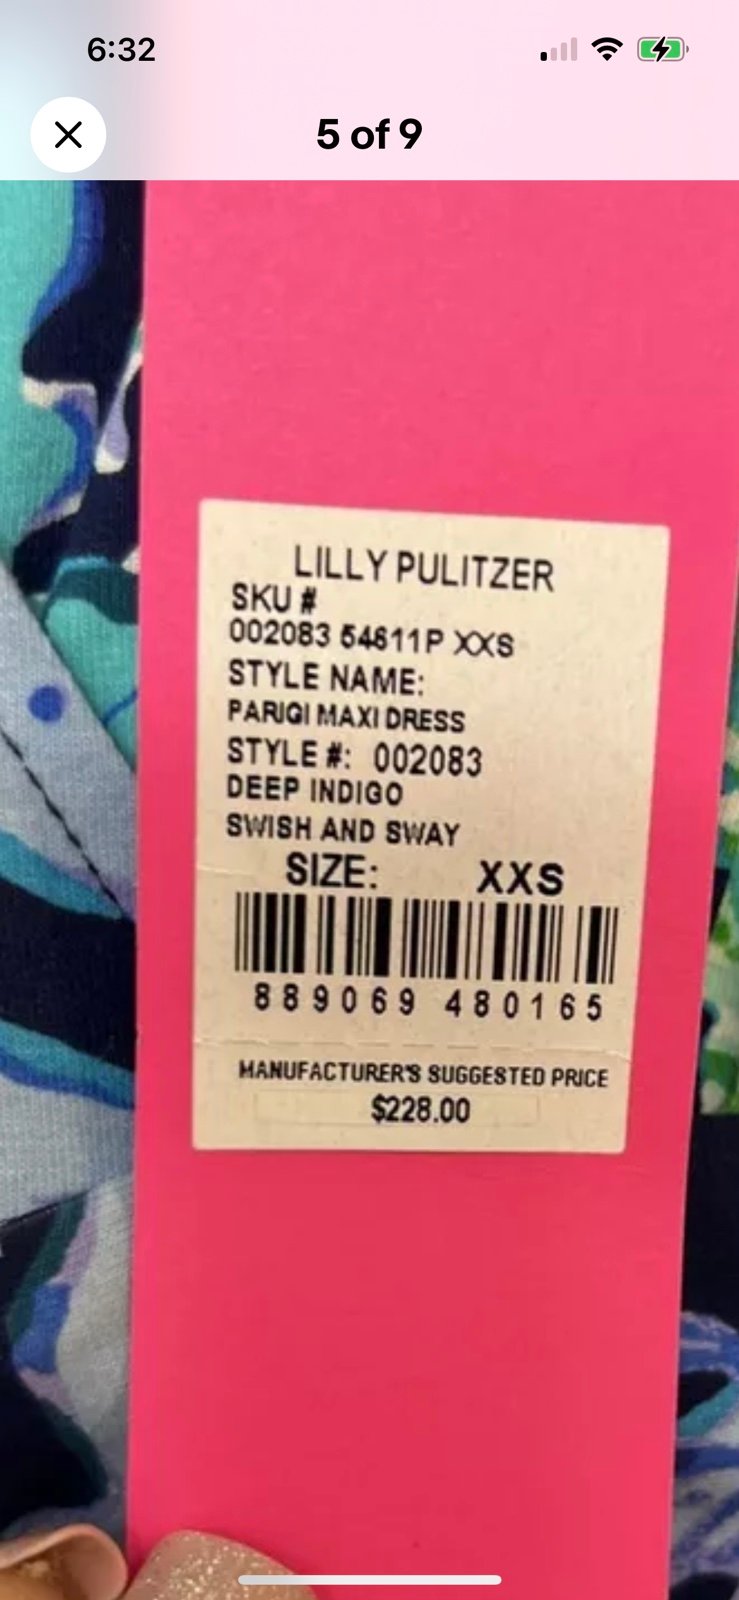 6:32
5 of 9
LILLY PULITZER
SKU #
002083 54611P XXS
STYLE NAME:
PARIGI MAXI DRESS
STYLE #: 002083
DEEP INDIGO
SWISH AND SWAY
SIZE: XXS
889069 480165
MANUFACTURER'S SUGGESTED PRICE
$228.00